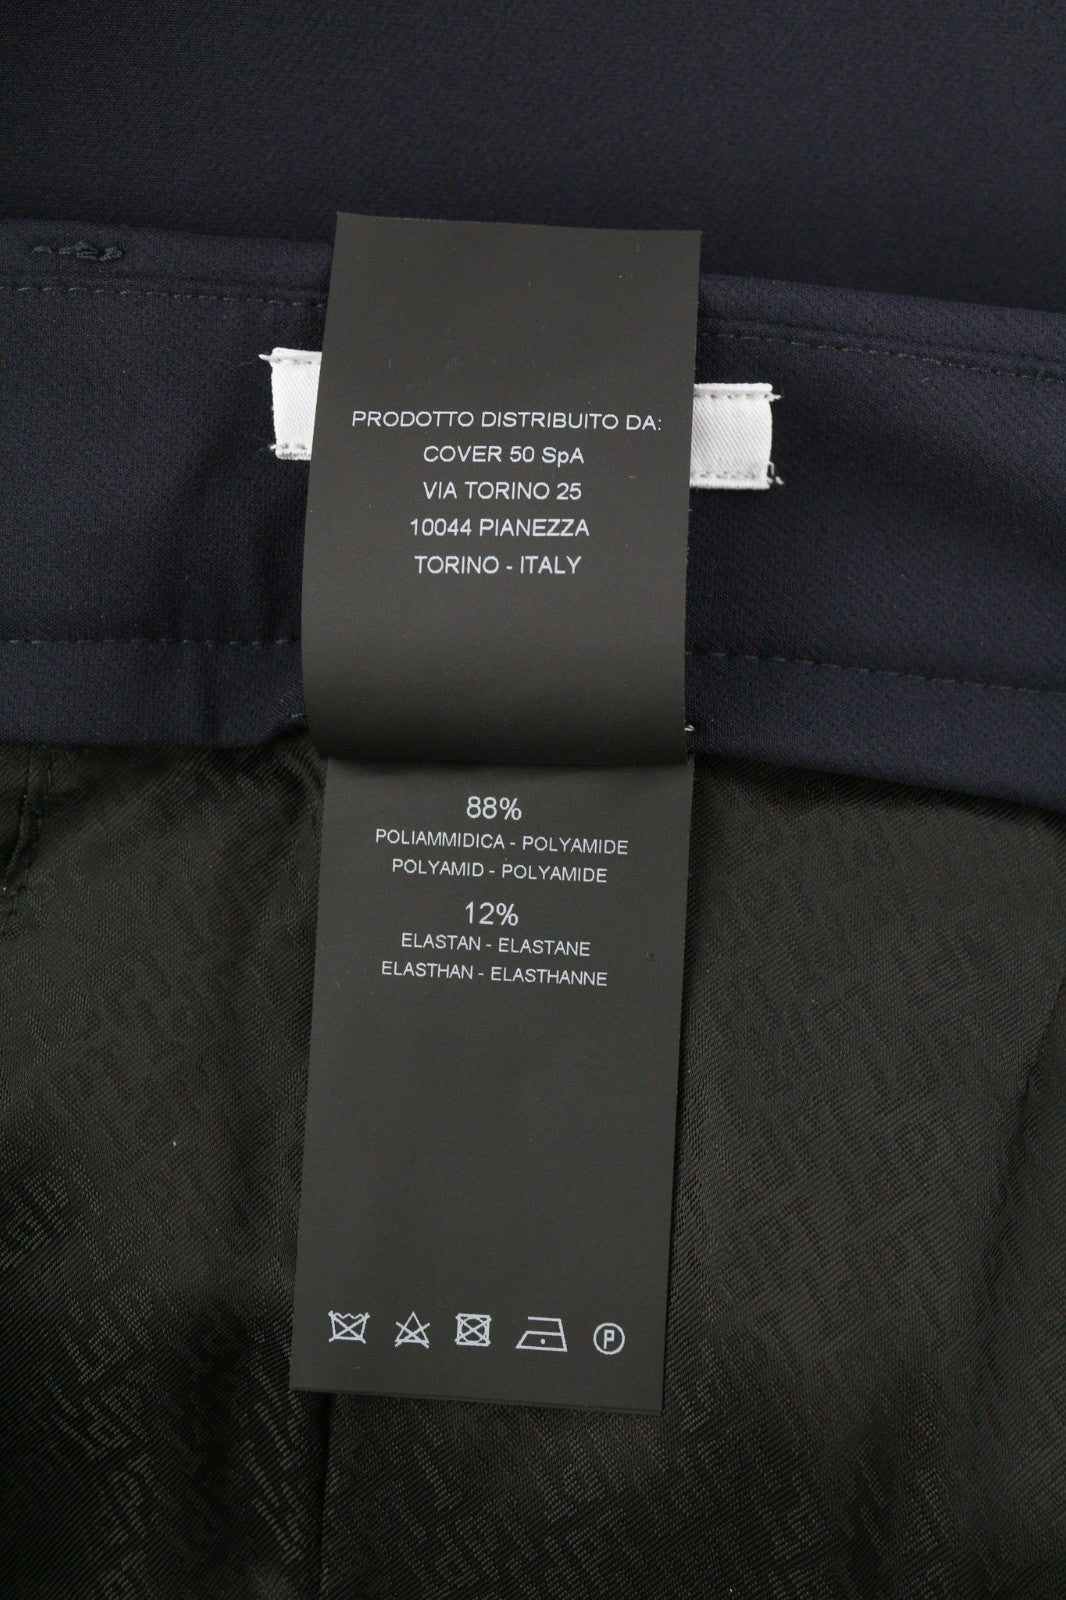 PRODOTTO DISTRIBUITO DA:
COVER 50 SpA
VIA TORINO 25
10044 PIANEZZA
TORINO - ITALY
88%
POLIAMMIDICA - POLYAMIDE
POLYAMID - POLYAMIDE
12%
ELASTAN - ELASTANE
ELASTHAN - ELASTHANNE
P